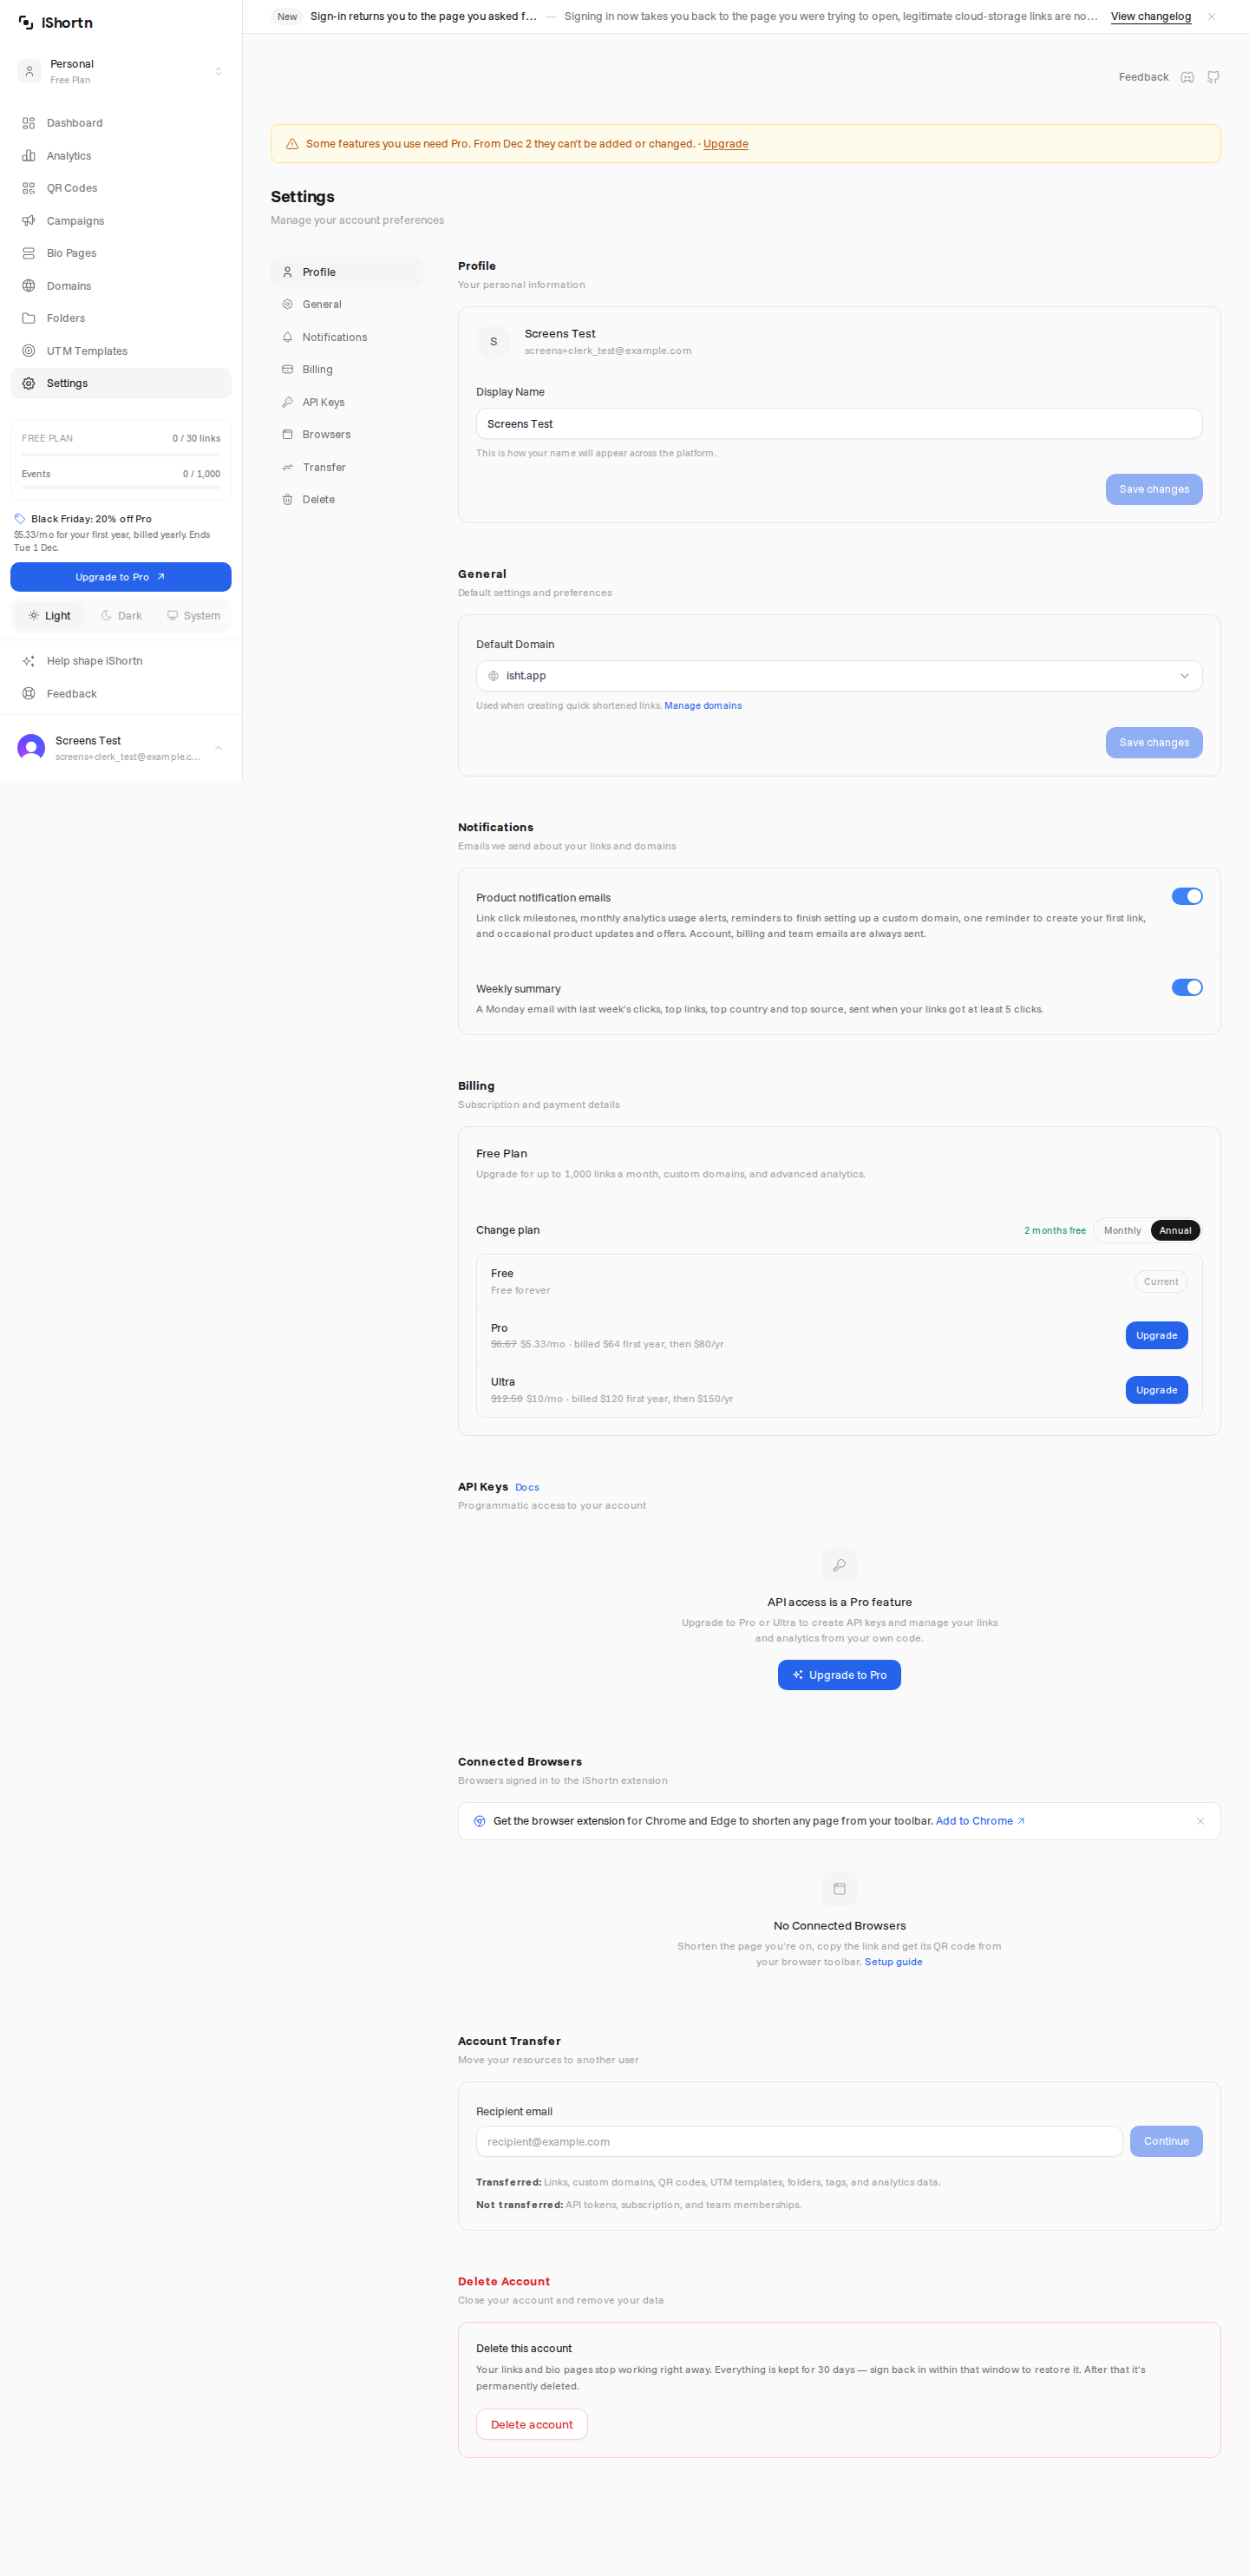 iShortn
Personal
Free Plan
Dashboard
Analytics
QR Codes
Campaigns
Bio Pages
Domains
Folders
UTM Templates
Settings
FREE PLAN 0 / 30 links
Events 0 / 1,000
Black Friday: 20% off Pro
$5.33/mo for your first year, billed yearly. Ends
Tue 1 Dec.
Upgrade to Pro
Light Dark System
Help shape iShortn
Feedback
Screens Test
screens+clerk_test@example.c...
New Sign-in returns you to the page you asked f... — Signing in now takes you back to the page you were trying to open, legitimate cloud-storage links are no... View changelog
Feedback
Some features you use need Pro. From Dec 2 they can't be added or changed. · Upgrade
Settings
Manage your account preferences
Profile
General
Notifications
Billing
API Keys
Browsers
Transfer
Delete
Profile
Your personal information
S
Screens Test
screens+clerk_test@example.com
Display Name
Screens Test
This is how your name will appear across the platform.
Save changes
General
Default settings and preferences
Default Domain
isht.app
Used when creating quick shortened links. Manage domains
Save changes
Notifications
Emails we send about your links and domains
Product notification emails
Link click milestones, monthly analytics usage alerts, reminders to finish setting up a custom domain, one reminder to create your first link,
and occasional product updates and offers. Account, billing and team emails are always sent.
Weekly summary
A Monday email with last week's clicks, top links, top country and top source, sent when your links got at least 5 clicks.
Billing
Subscription and payment details
Free Plan
Upgrade for up to 1,000 links a month, custom domains, and advanced analytics.
Change plan 2 months free Monthly Annual
Free
Free forever
Current
Pro
$6.67 $5.33/mo · billed $64 first year, then $80/yr
Upgrade
Ultra
$12.50 $10/mo · billed $120 first year, then $150/yr
Upgrade
API Keys Docs
Programmatic access to your account
API access is a Pro feature
Upgrade to Pro or Ultra to create API keys and manage your links
and analytics from your own code.
Upgrade to Pro
Connected Browsers
Browsers signed in to the iShortn extension
Get the browser extension for Chrome and Edge to shorten any page from your toolbar. Add to Chrome
No Connected Browsers
Shorten the page you're on, copy the link and get its QR code from
your browser toolbar. Setup guide
Account Transfer
Move your resources to another user
Recipient email
recipient@example.com
Continue
Transferred: Links, custom domains, QR codes, UTM templates, folders, tags, and analytics data.
Not transferred: API tokens, subscription, and team memberships.
Delete Account
Close your account and remove your data
Delete this account
Your links and bio pages stop working right away. Everything is kept for 30 days — sign back in within that window to restore it. After that it's
permanently deleted.
Delete account